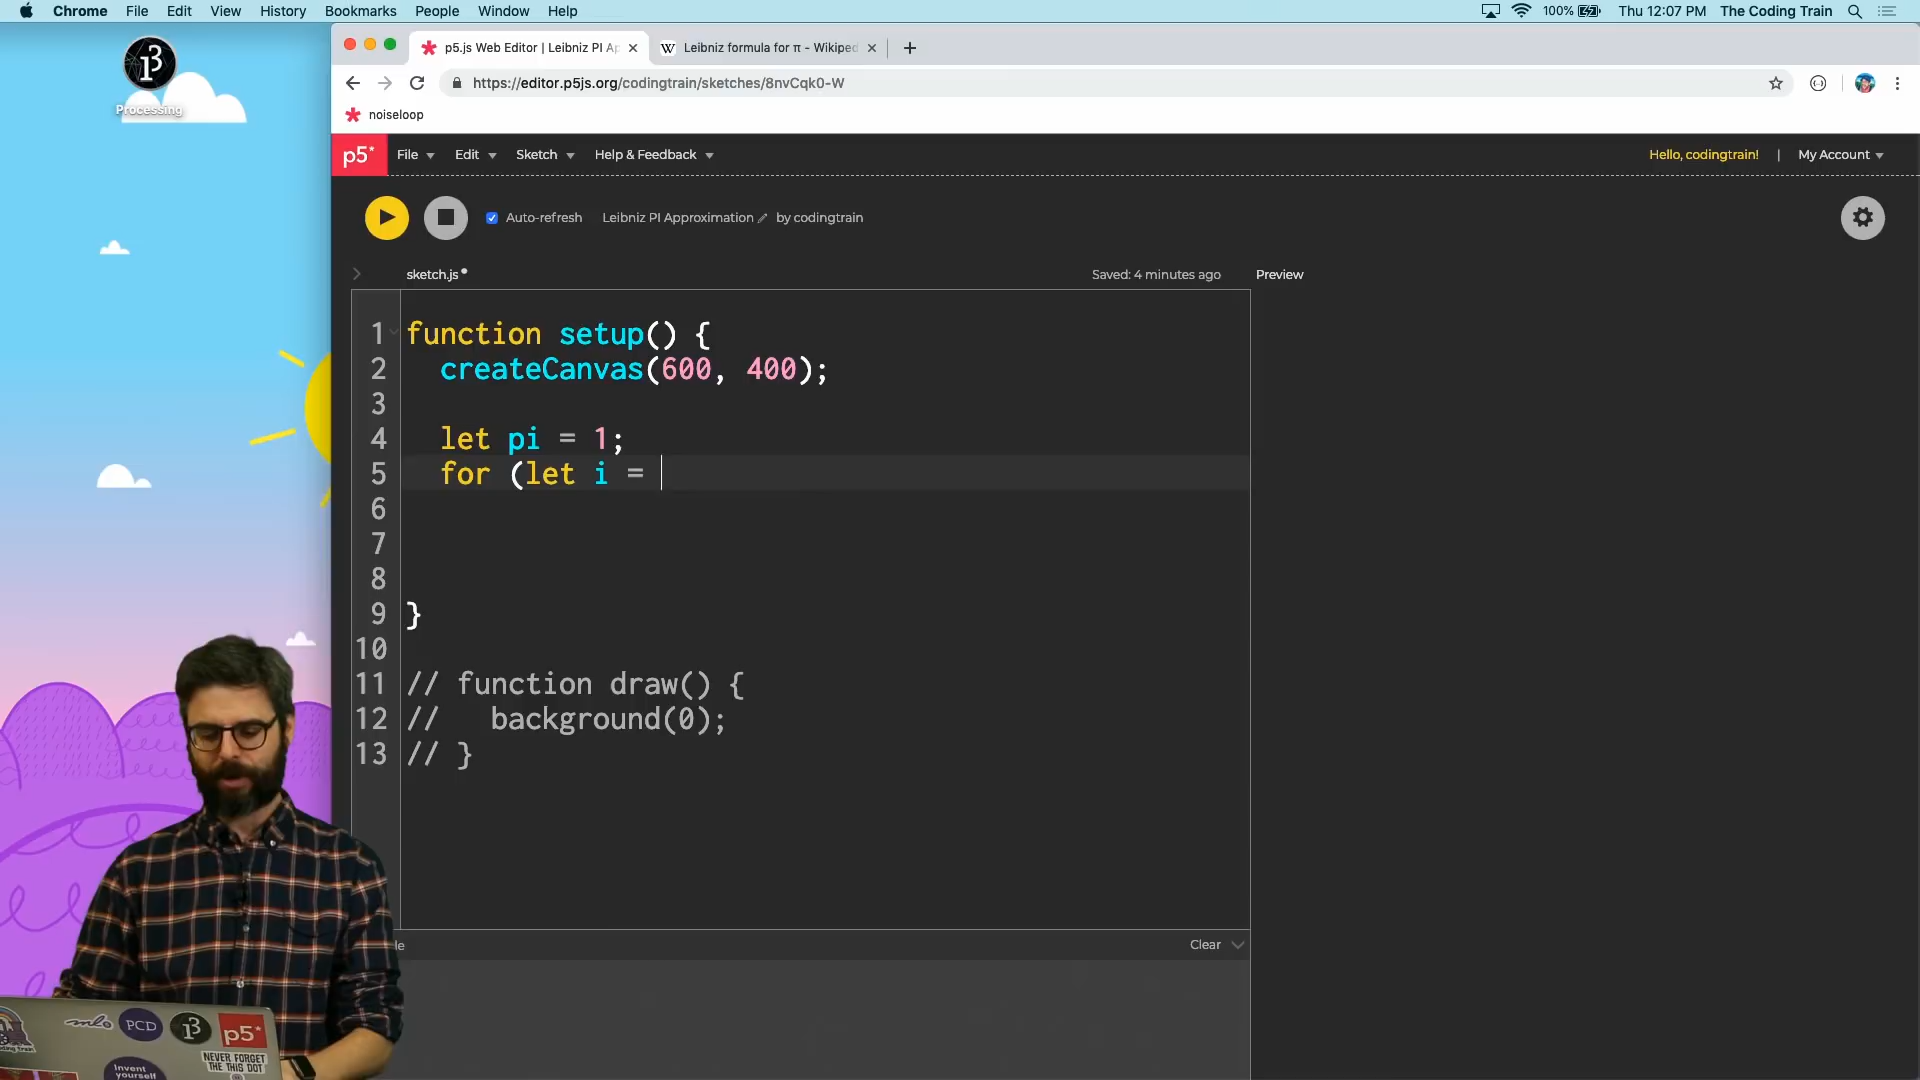 Chrome File Edit View History Bookmarks People Window Help 100% Thu 12:07 PM The Coding Train
Processing
p5.js Web Editor | Leibniz PI Ap
Leibniz formula for π - Wikiped
https://editor.p5js.org/codingtrain/sketches/8nvCqk0-W
noiseloop
p5* File Edit Sketch Help & Feedback Hello, codingtrain! | My Account
Auto-refresh Leibniz PI Approximation by codingtrain
sketch.js Saved: 4 minutes ago Preview
1 function setup() {
2 createCanvas(600, 400);
3
4 let pi = 1;
5 for (let i =
6
7
8
9 }
10
11 // function draw() {
12 // background(0);
13 // }
le Clear
mlo PCD p5*
NEVER FORGET
THE THIS DOT
Invent
yourself